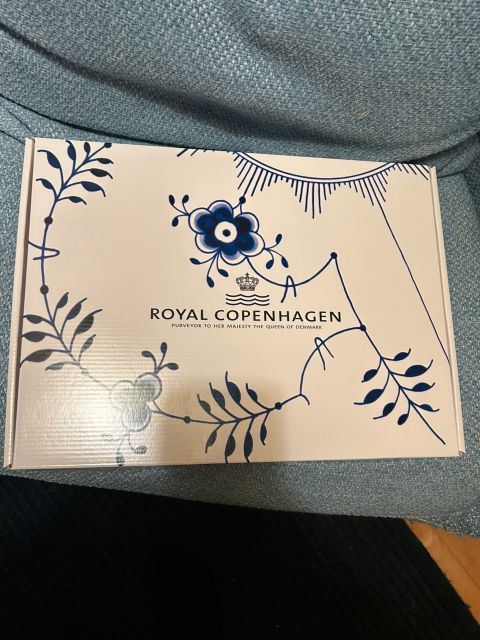 ROYAL COPENHAGEN
PURVEYOR TO HER MAJESTY THE QUEEN OF DENMARK